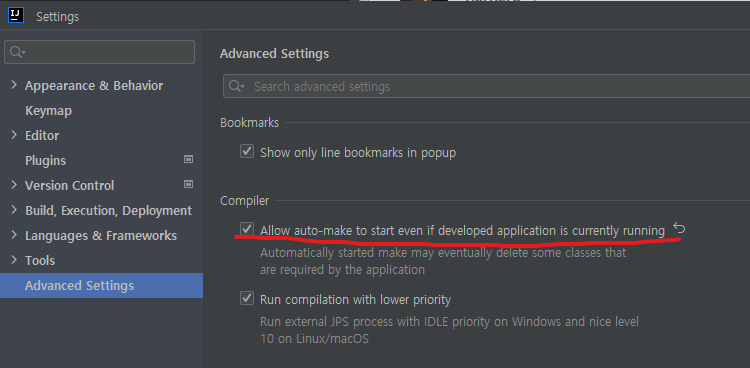 IJ
Settings
Appearance & Behavior
Keymap
Editor
Plugins
Version Control
Build, Execution, Deployment
Languages & Frameworks
Tools
Advanced Settings
Advanced Settings
Search advanced settings
Bookmarks
Show only line bookmarks in popup
Compiler
Allow auto-make to start even if developed application is currently running
Automatically started make may eventually delete some classes that
are required by the application
Run compilation with lower priority
Run external JPS process with IDLE priority on Windows and nice level
10 on Linux/macOS